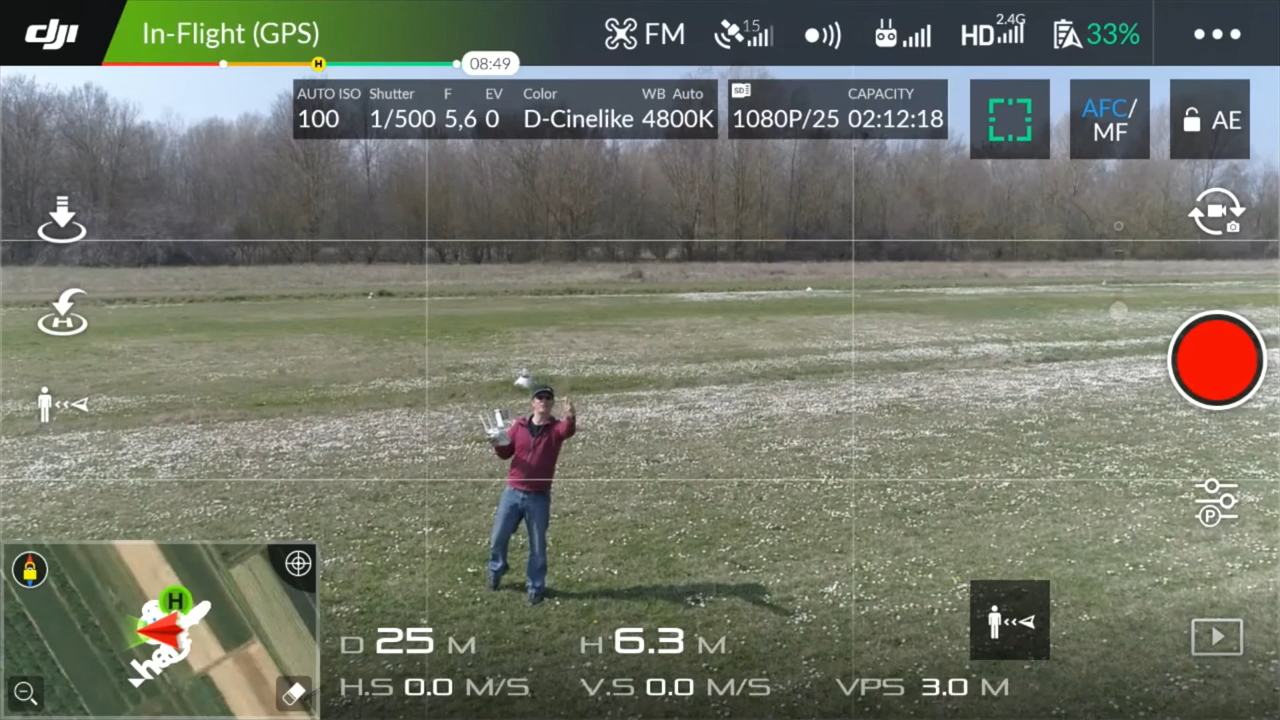 dji In-Flight (GPS) FM 15 HD 2.4G 33%
H 08:49
AUTO ISO Shutter F EV Color WB Auto SD CAPACITY
100 1/500 5,6 0 D-Cinelike 4800K 1080P/25 02:12:18
AFC/
MF
AE
H
P
H
D 25 M H 6.3 M
H.S 0.0 M/S V.S 0.0 M/S VPS 3.0 M